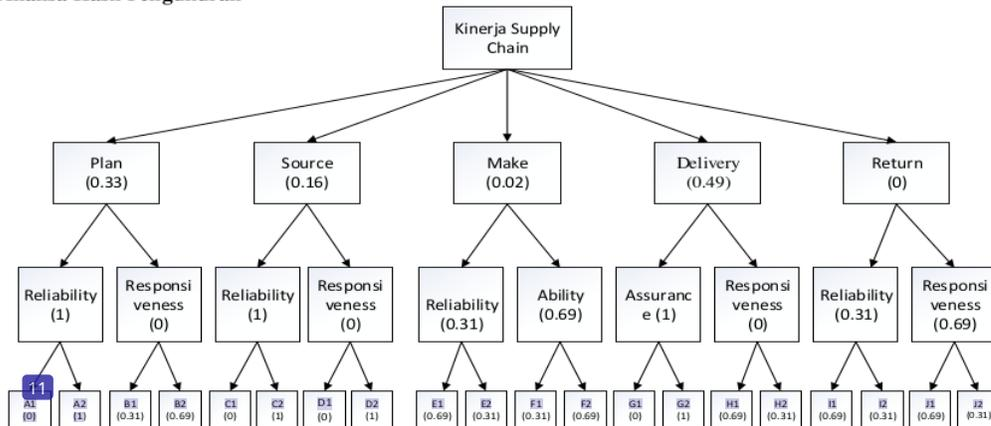 Kinerja Supply
Chain
Plan
(0.33)
Source
(0.16)
Make
(0.02)
Delivery
(0.49)
Return
(0)
Reliability
(1)
Responsi
veness
(0)
Reliability
(1)
Responsi
veness
(0)
Reliability
(0.31)
Ability
(0.69)
Assuranc
e (1)
Responsi
veness
(0)
Reliability
(0.31)
Responsi
veness
(0.69)
11
A1
(0)
A2
(1)
B1
(0.31)
B2
(0.69)
C1
(0)
C2
(1)
D1
(0)
D2
(1)
E1
(0.69)
E2
(0.31)
F1
(0.31)
F2
(0.69)
G1
(0)
G2
(1)
H1
(0.69)
H2
(0.31)
I1
(0.69)
I2
(0.31)
J1
(0.69)
J2
(0.31)